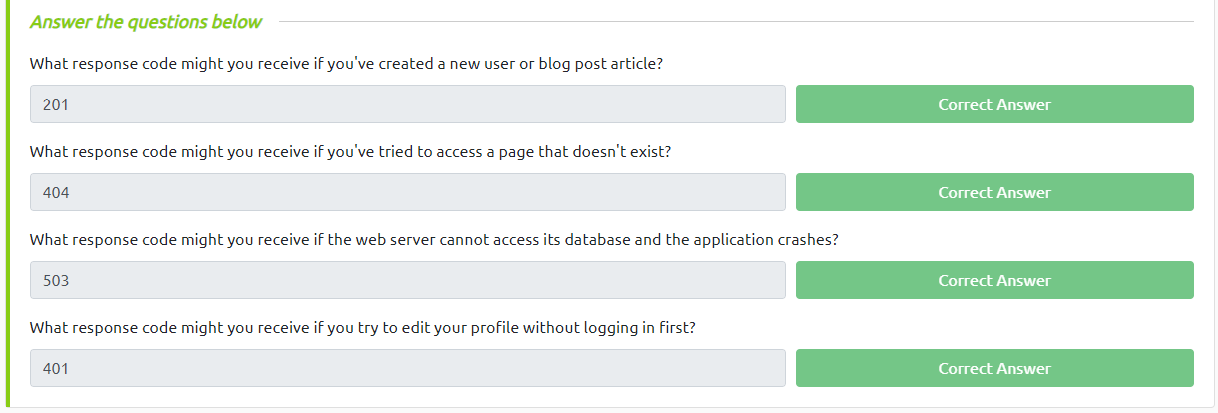 Answer the questions below
What response code might you receive if you've created a new user or blog post article?
201
Correct Answer
What response code might you receive if you've tried to access a page that doesn't exist?
404
Correct Answer
What response code might you receive if the web server cannot access its database and the application crashes?
503
Correct Answer
What response code might you receive if you try to edit your profile without logging in first?
401
Correct Answer